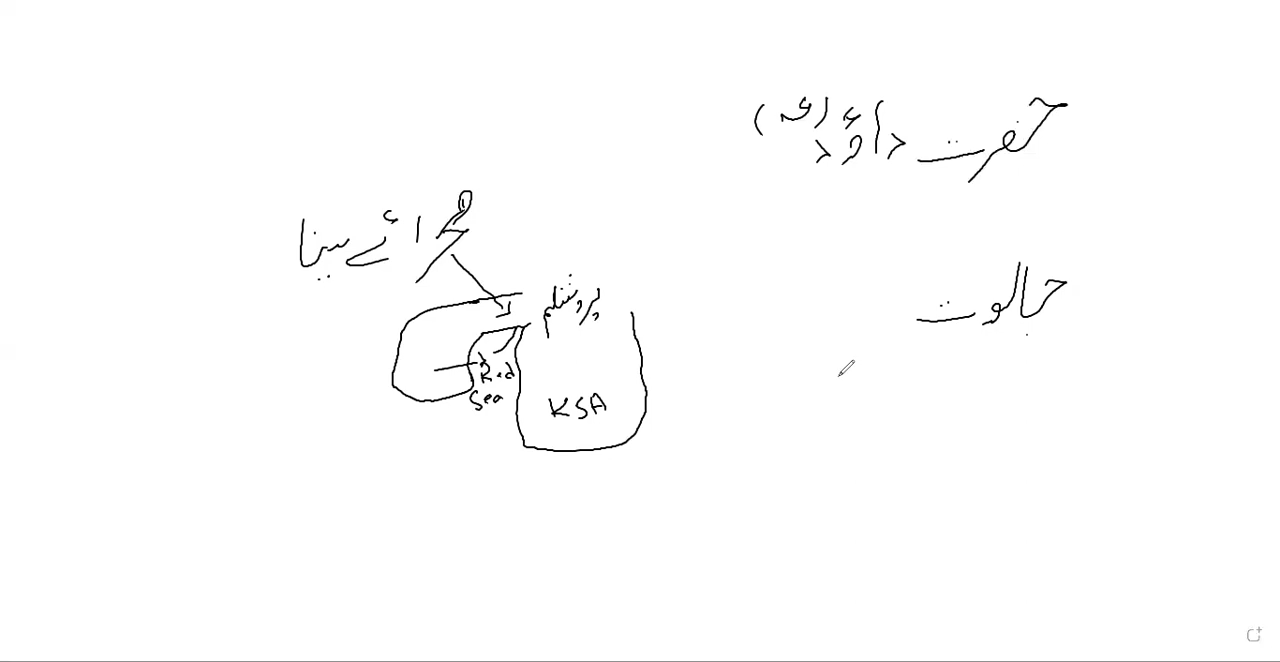 حضرت داؤد (ع)
صحرائے سینا
جالوت
یروشلم
Red
Sea
KSA